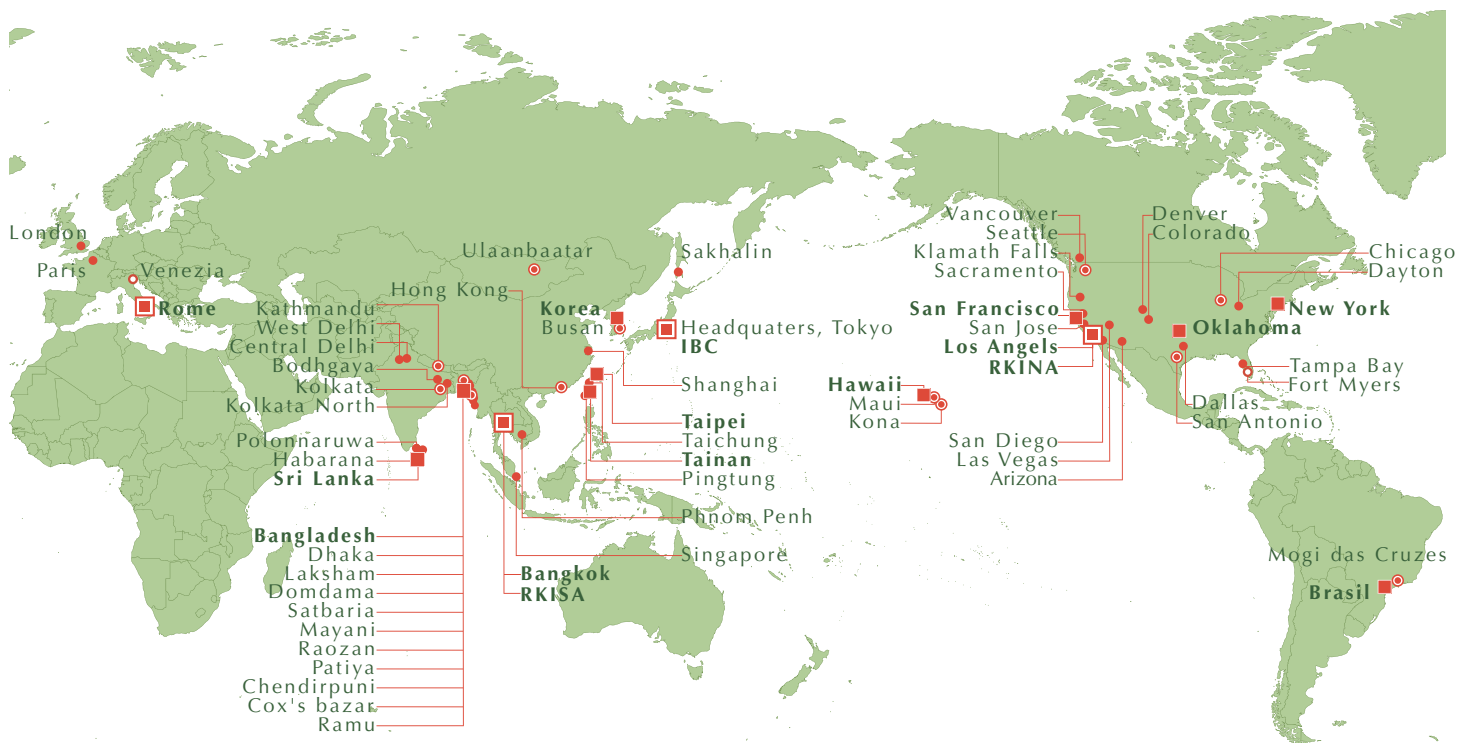 London
Paris
Venezia
Rome
Ulaanbaatar
Sakhalin
Hong Kong
Kathmandu
West Delhi
Central Delhi
Bodhgaya
Kolkata
Kolkata North
Korea
Busan
Headquaters, Tokyo
IBC
Shanghai
Taipei
Taichung
Tainan
Pingtung
Phnom Penh
Singapore
Polonnaruwa
Habarana
Sri Lanka
Bangkok
RKISA
Bangladesh
Dhaka
Laksham
Domdama
Satbaria
Mayani
Raozan
Patiya
Chendirpuni
Cox's bazar
Ramu
Vancouver
Seattle
Klamath Falls
Sacramento
San Francisco
San Jose
Los Angels
RKINA
Hawaii
Maui
Kona
San Diego
Las Vegas
Arizona
Denver
Colorado
Chicago
Dayton
New York
Oklahoma
Tampa Bay
Fort Myers
Dallas
San Antonio
Mogi das Cruzes
Brasil